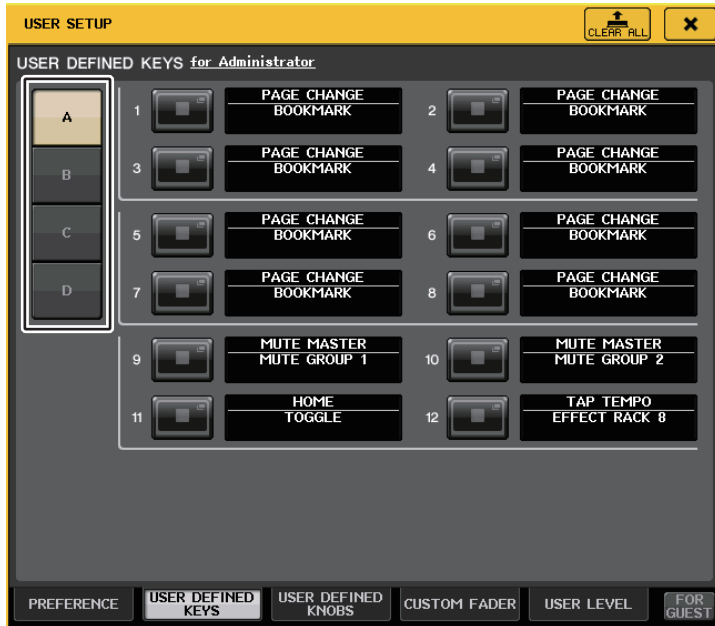 USER SETUP
CLEAR ALL
USER DEFINED KEYS for Administrator
A
B
C
D
1
PAGE CHANGE
BOOKMARK
2
PAGE CHANGE
BOOKMARK
3
PAGE CHANGE
BOOKMARK
4
PAGE CHANGE
BOOKMARK
5
PAGE CHANGE
BOOKMARK
6
PAGE CHANGE
BOOKMARK
7
PAGE CHANGE
BOOKMARK
8
PAGE CHANGE
BOOKMARK
9
MUTE MASTER
MUTE GROUP 1
10
MUTE MASTER
MUTE GROUP 2
11
HOME
TOGGLE
12
TAP TEMPO
EFFECT RACK 8
PREFERENCE
USER DEFINED
KEYS
USER DEFINED
KNOBS
CUSTOM FADER
USER LEVEL
FOR
GUEST